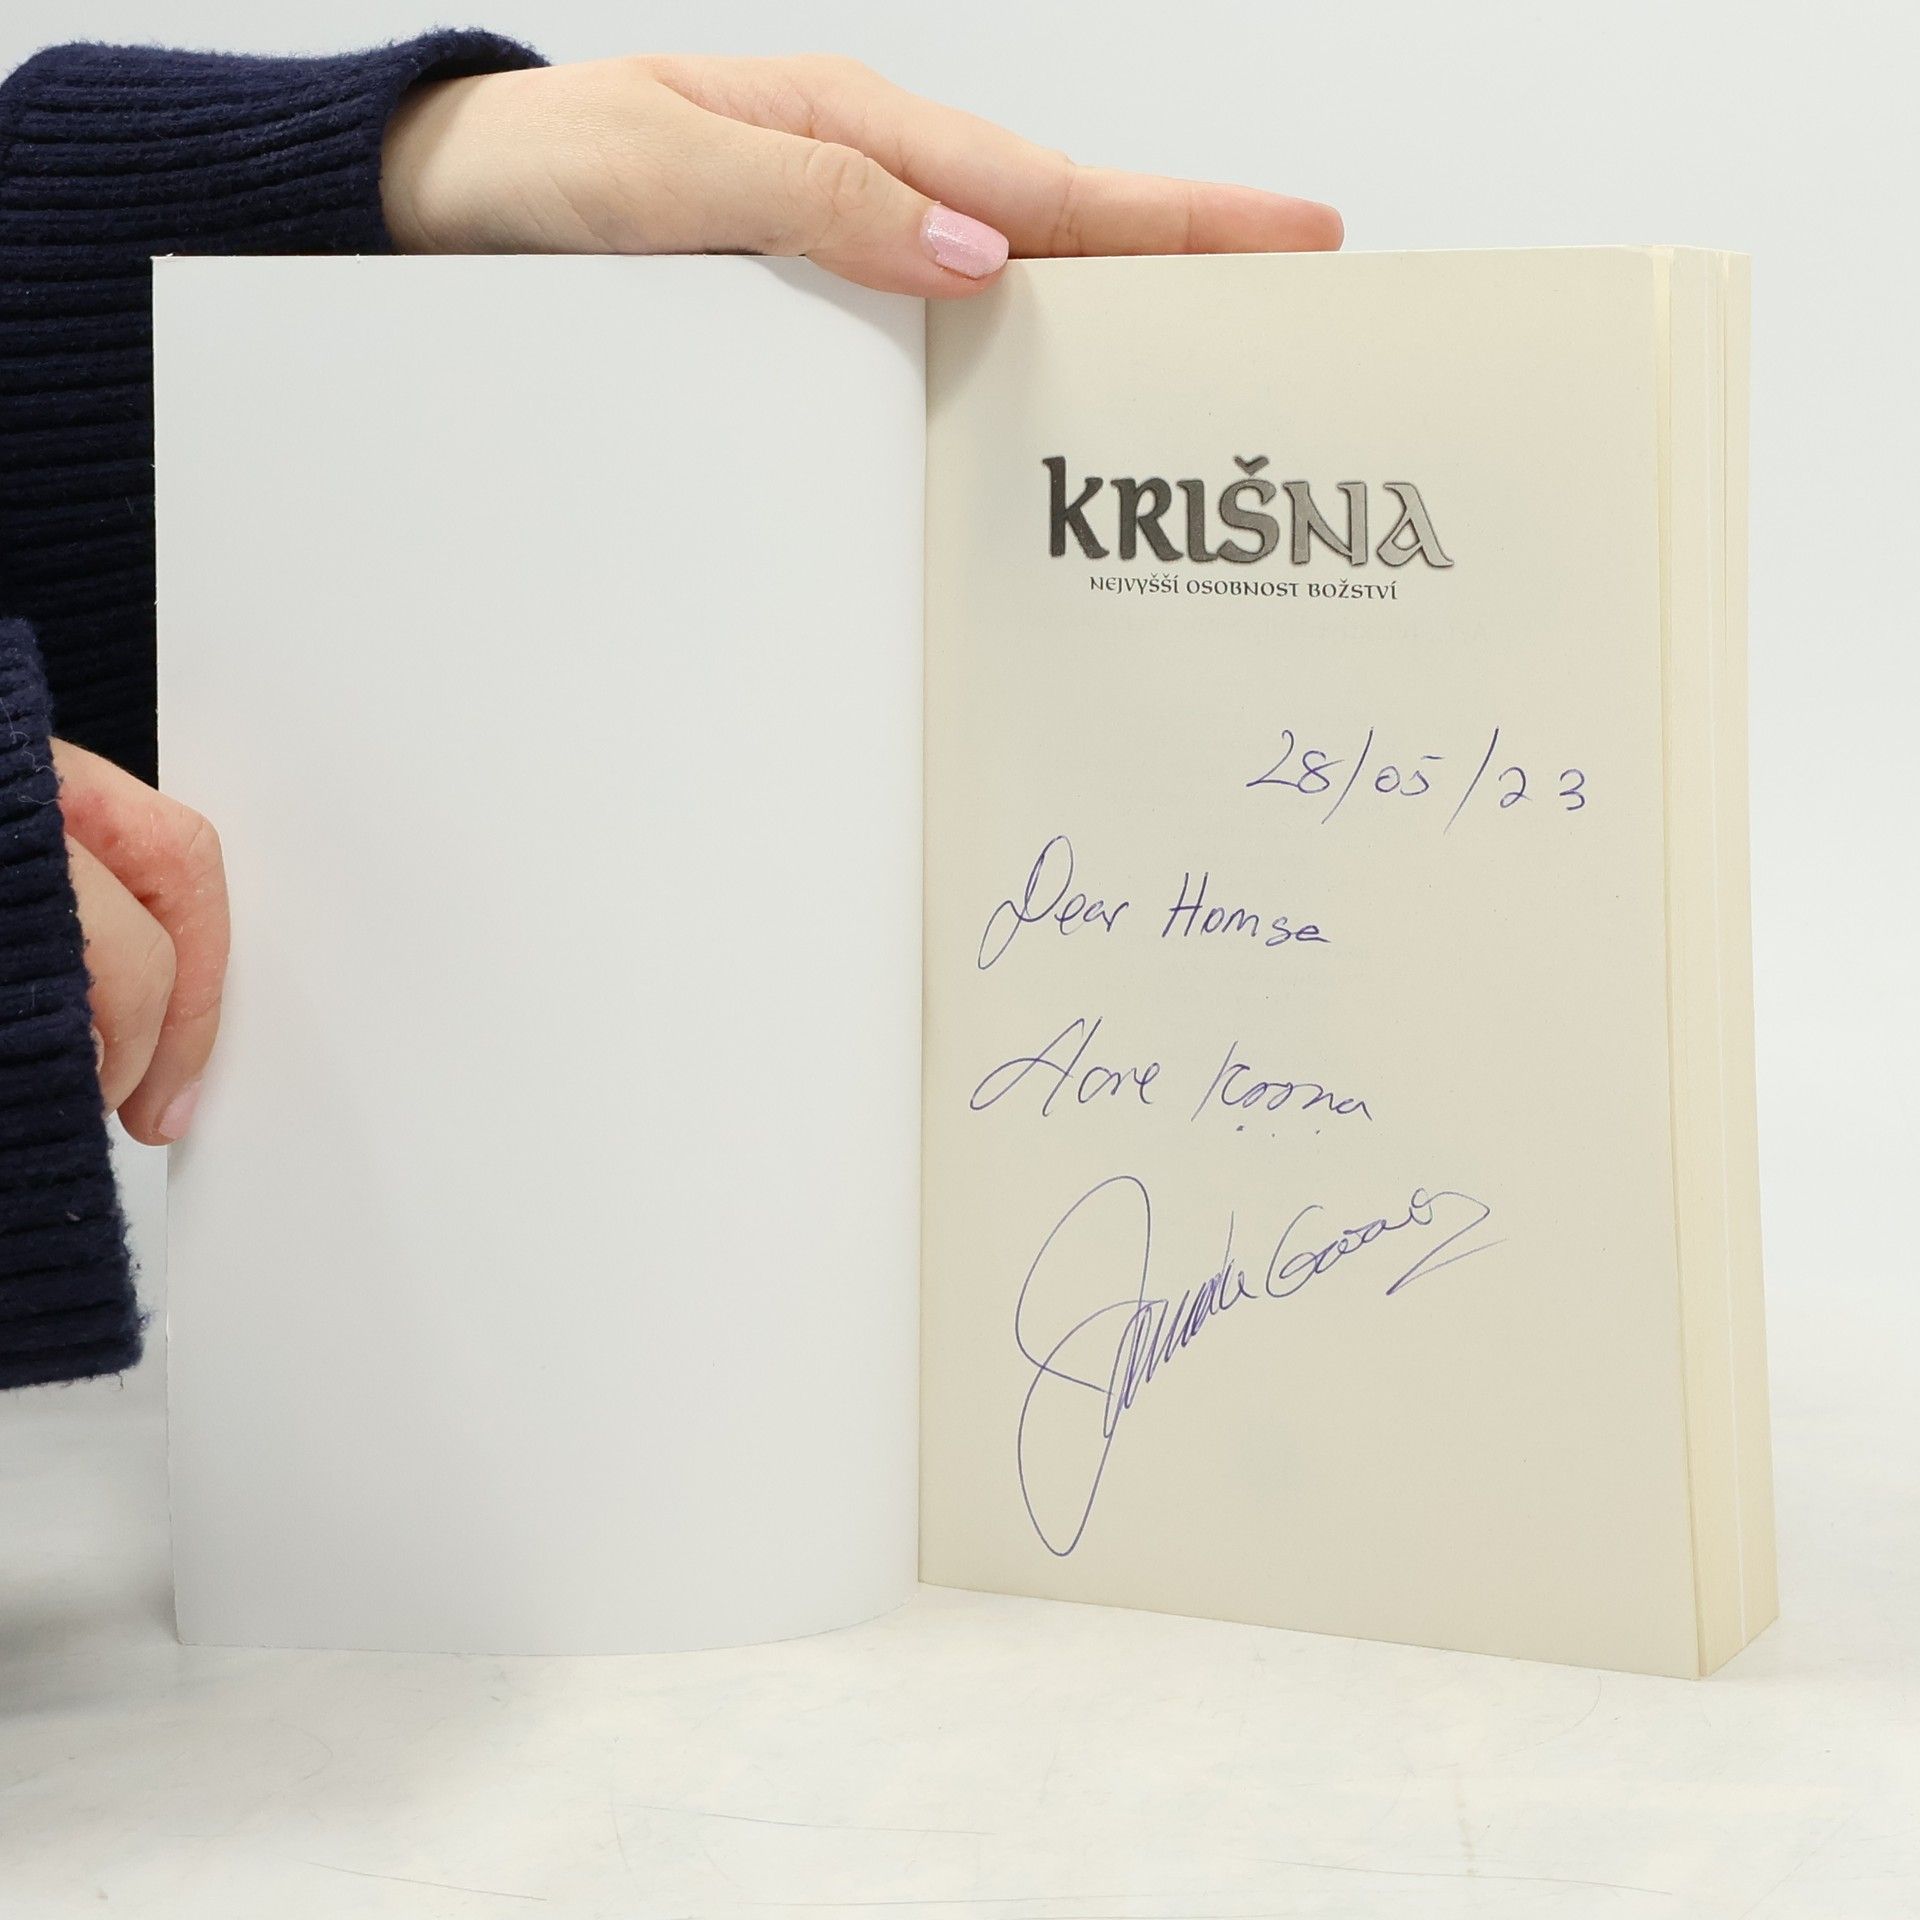 KRIŠNA
NEJVYŠŠÍ OSOBNOST BOŽSTVÍ
28/05/23
Dear Hamsa
Hare Kṛṣṇa